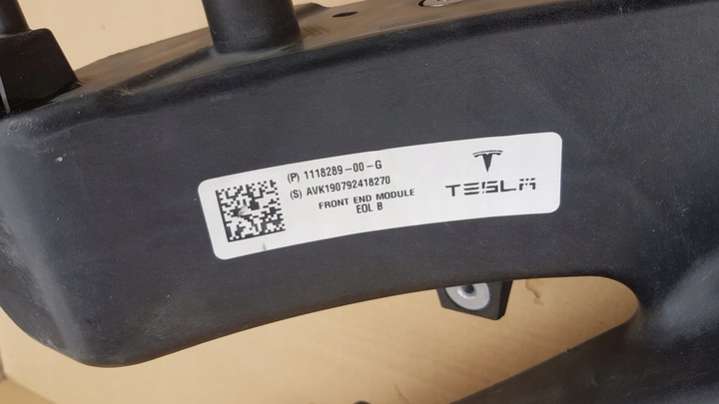 (P) 1118289-00-G
(S) AVK190792418270
FRONT END MODULE
EOL B
TESLA